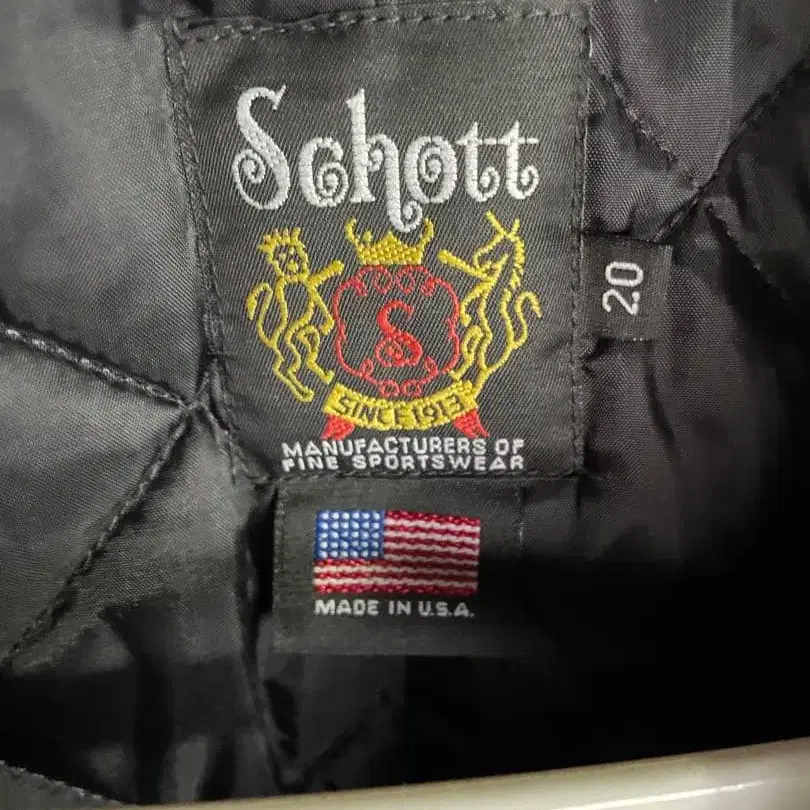 Schott
20
S
SINCE 1913
MANUFACTURERS OF
FINE SPORTSWEAR
MADE IN U.S.A.